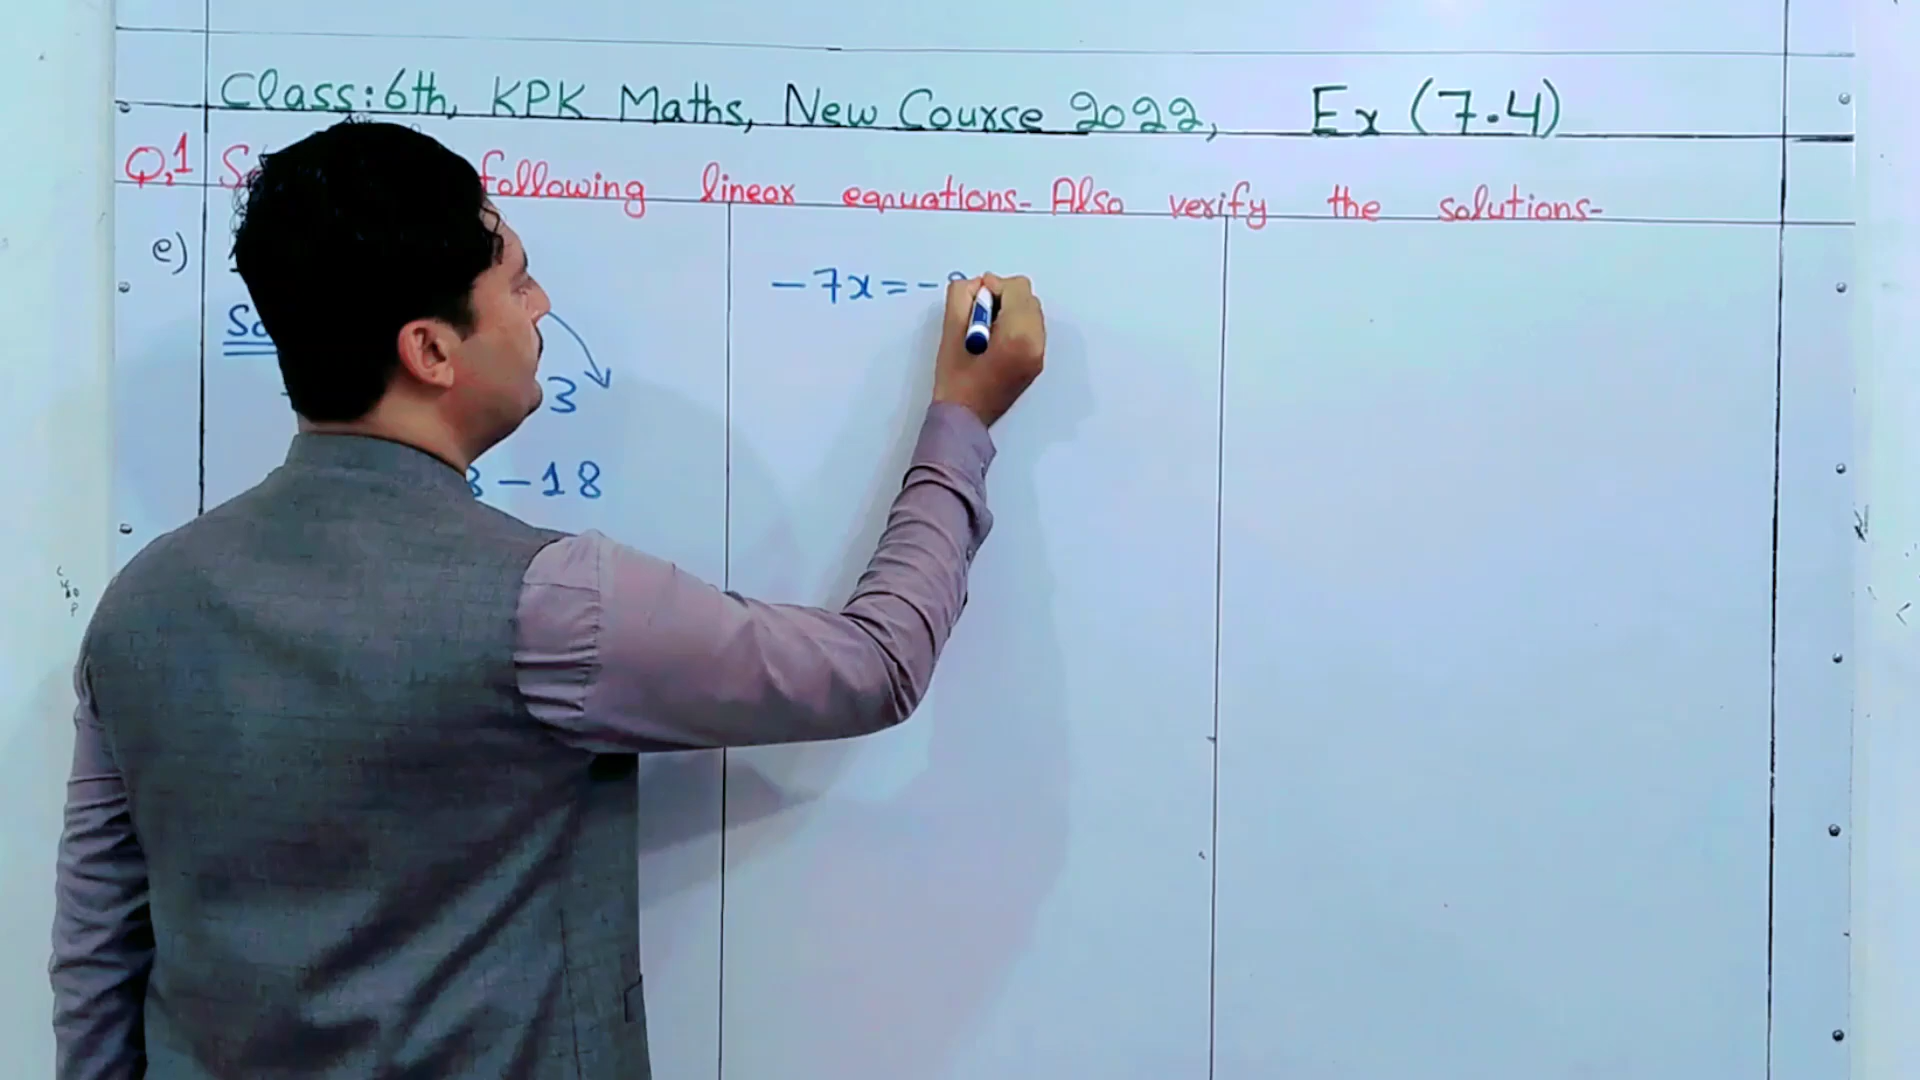 Class: 6th, KPK Maths, New Course 2022, Ex (7.4)
Q.1 following linear equations- Also verify the solutions-
e)
3
- 18
- 7x = -